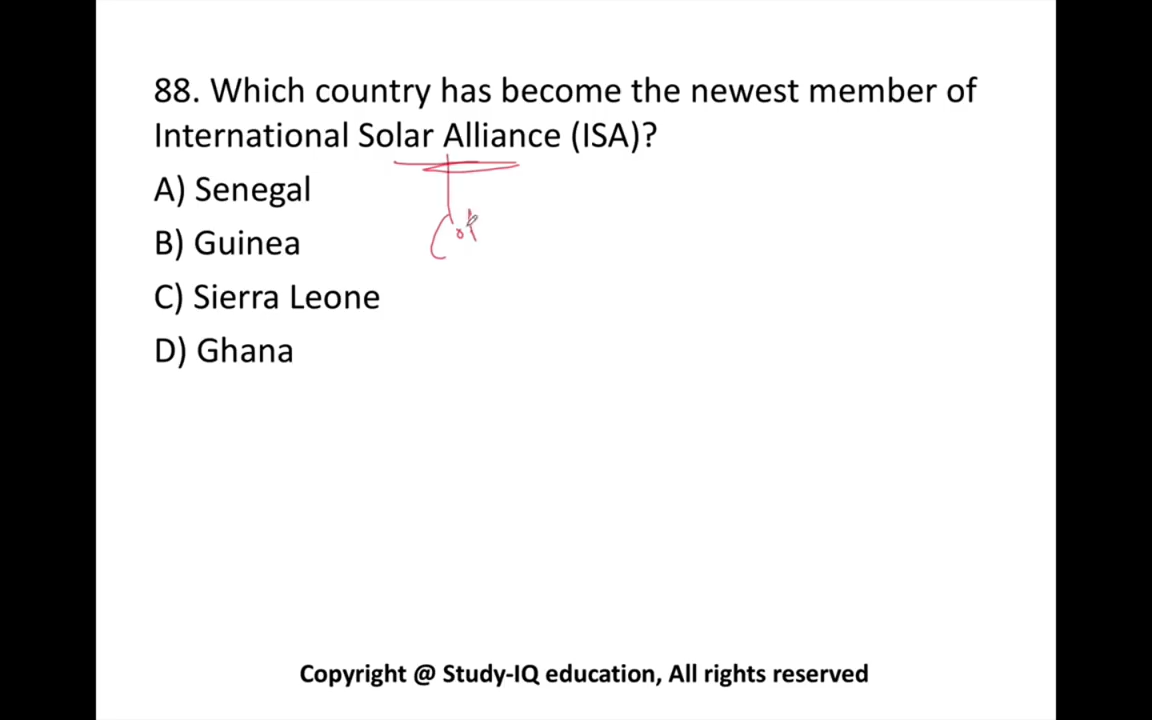 88. Which country has become the newest member of
International Solar Alliance (ISA)?
A) Senegal
B) Guinea
C) Sierra Leone
D) Ghana
Copyright @ Study-IQ education, All rights reserved